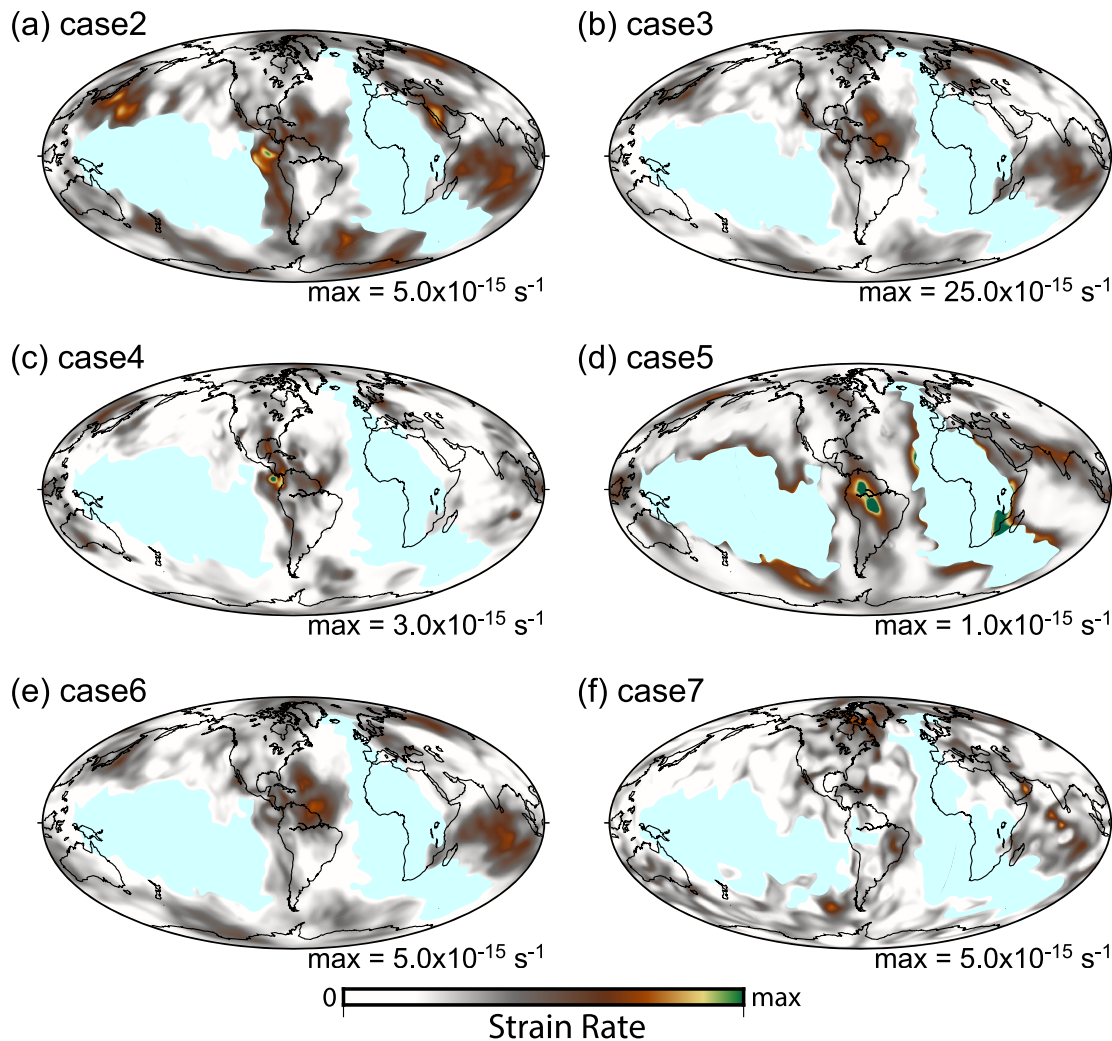 (a) case2
(b) case3
max = 5.0x10⁻¹⁵ s⁻¹
max = 25.0x10⁻¹⁵ s⁻¹
(c) case4
(d) case5
max = 3.0x10⁻¹⁵ s⁻¹
max = 1.0x10⁻¹⁵ s⁻¹
(e) case6
(f) case7
max = 5.0x10⁻¹⁵ s⁻¹
max = 5.0x10⁻¹⁵ s⁻¹
0 max
Strain Rate